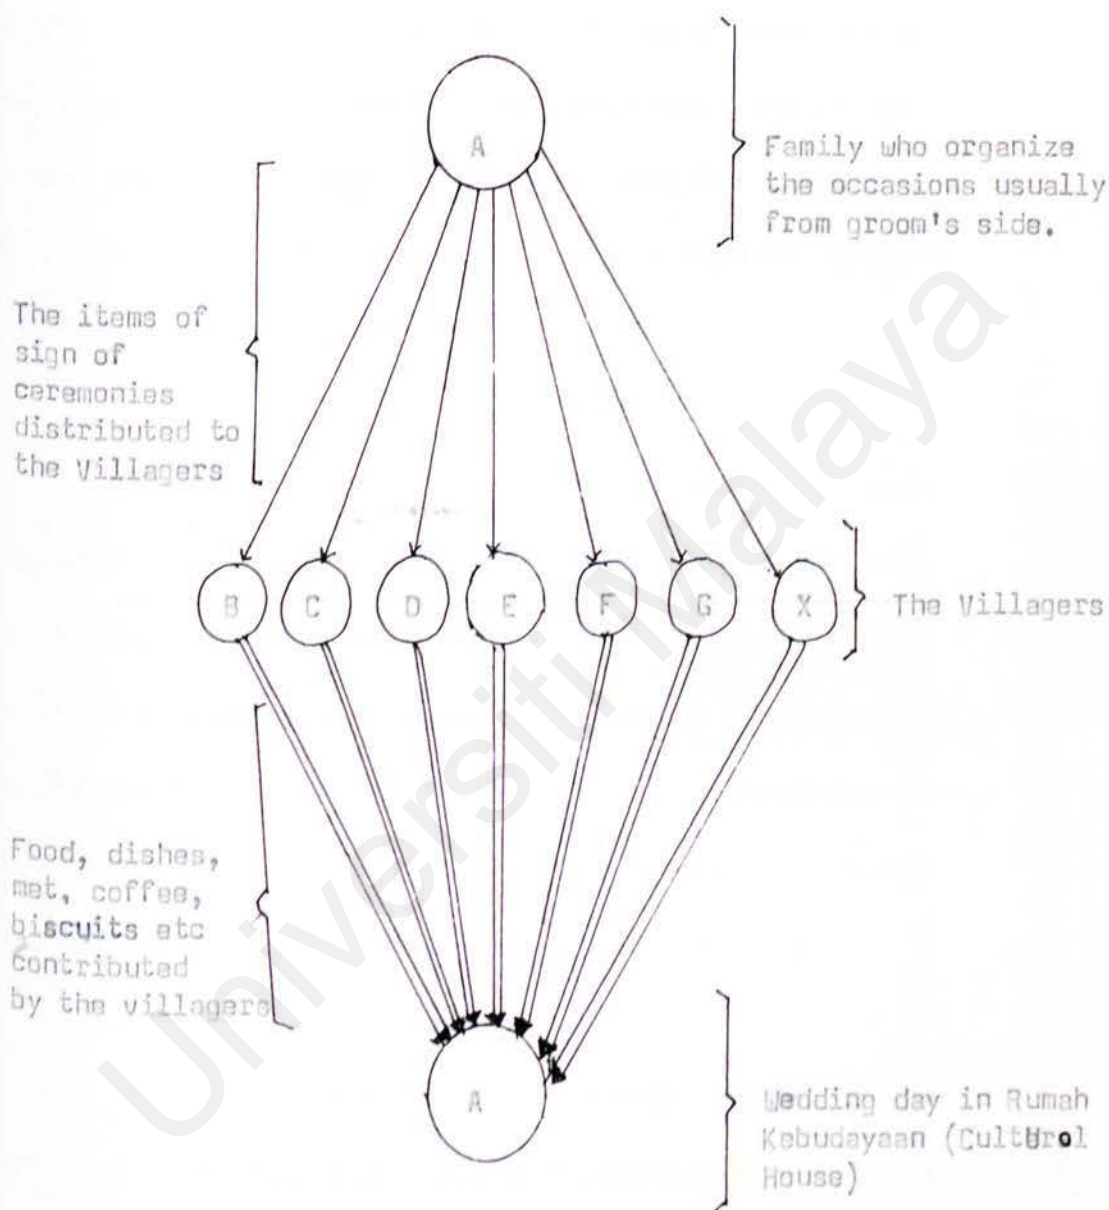 A
Family who organize
the occasions usually
from groom's side.
The items of
sign of
ceremonies
distributed to
the Villagers
B C D E F G X
The Villagers
Food, dishes,
met, coffee,
biscuits etc
contributed
by the villagers
A
Wedding day in Rumah
Kebudayaan (Cultural
House)
Universiti Malaya